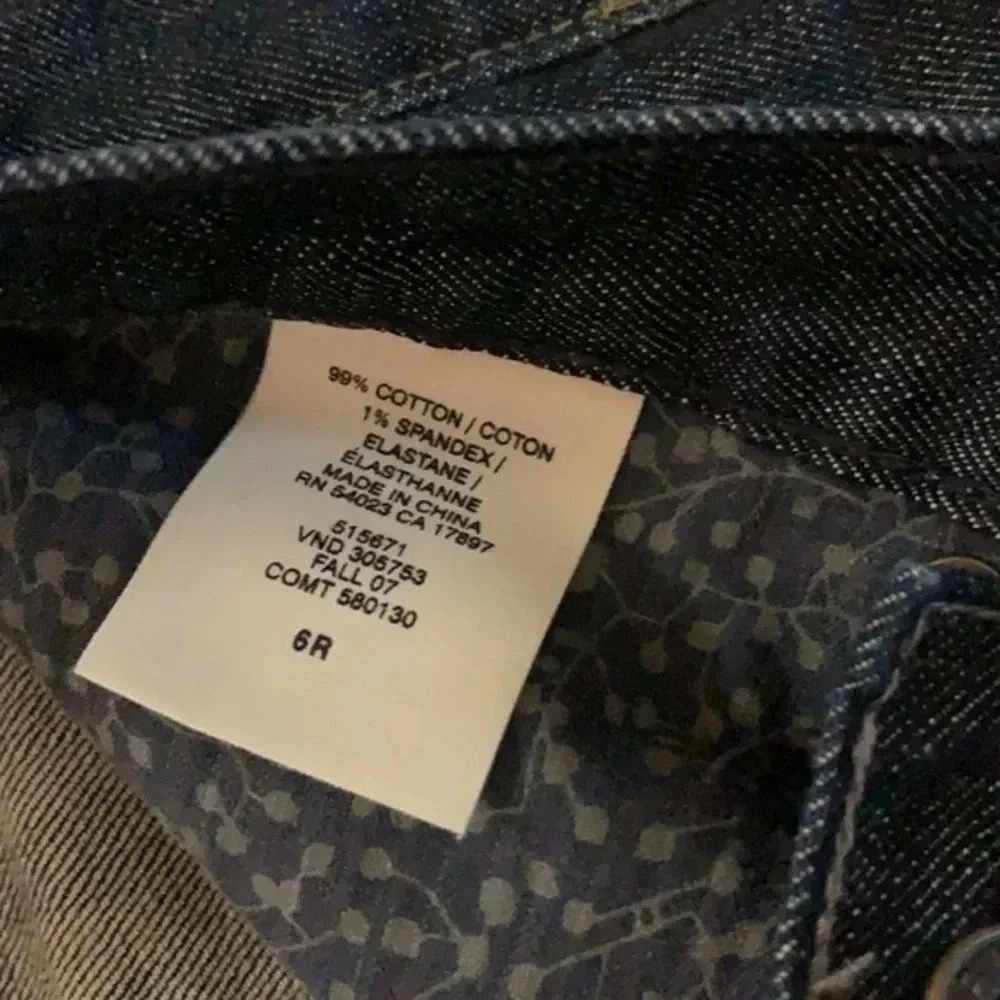 99% COTTON / COTON
1% SPANDEX /
ELASTANE /
ÉLASTHANNE
MADE IN CHINA
RN 54023 CA 17897
515671
VND 305753
FALL 07
COMT 580130
6R